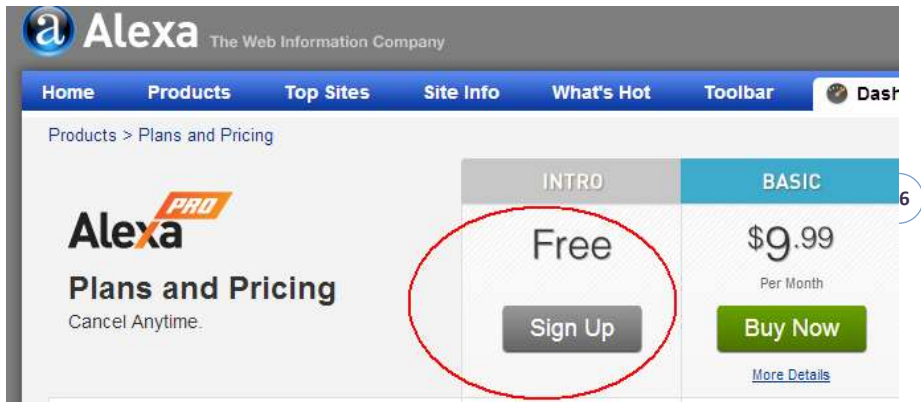 Alexa The Web Information Company
Home Products Top Sites Site Info What's Hot Toolbar Dash
Products > Plans and Pricing
INTRO BASIC
6
Alexa PRO
Free $9.99
Per Month
Plans and Pricing
Cancel Anytime.
Sign Up Buy Now
More Details